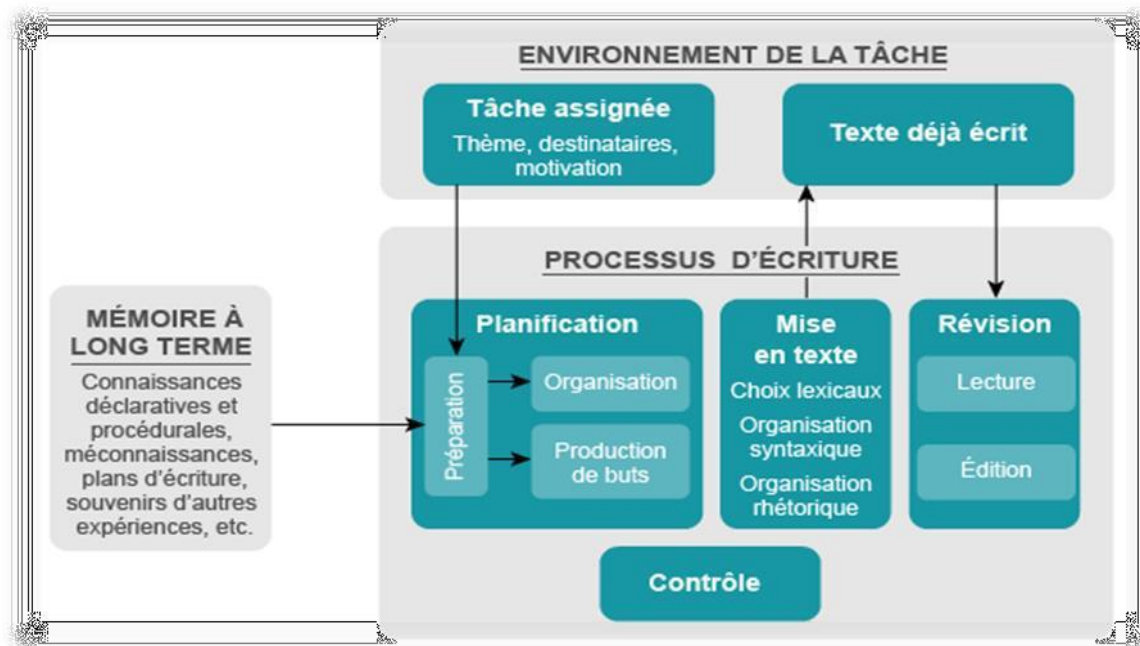 ENVIRONNEMENT DE LA TÂCHE
Tâche assignée
Thème, destinataires,
motivation
Texte déjà écrit
PROCESSUS D'ÉCRITURE
MÉMOIRE À
LONG TERME
Connaissances
déclaratives et
procédurales,
méconnaissances,
plans d'écriture,
souvenirs d'autres
expériences, etc.
Planification
Préparation
Organisation
Production
de buts
Mise
en texte
Choix lexicaux
Organisation
syntaxique
Organisation
rhétorique
Révision
Lecture
Édition
Contrôle